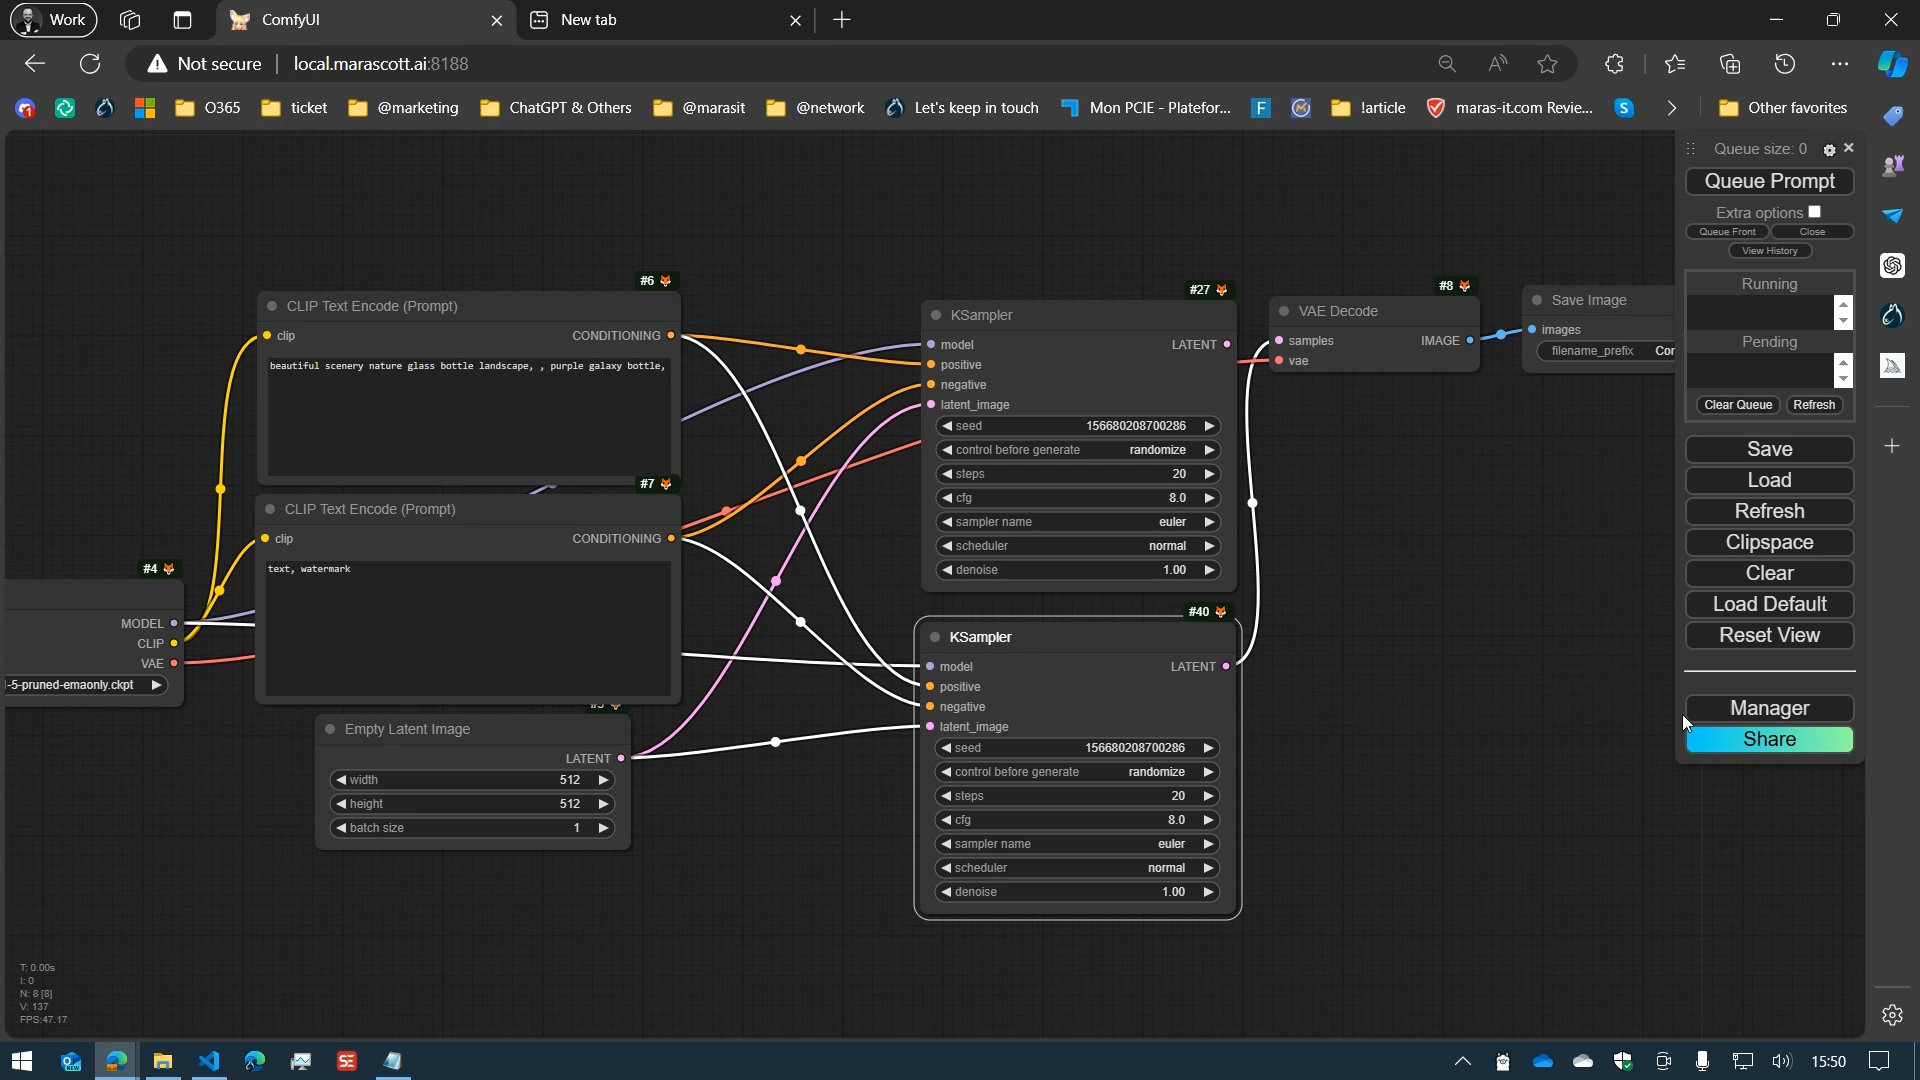 Work
ComfyUI
New tab
Not secure
local.marascott.ai:8188
O365
ticket
@marketing
ChatGPT & Others
@marasit
@network
Let's keep in touch
Mon PCIE - Platefor...
!article
maras-it.com Revie...
Other favorites
Queue size: 0
Queue Prompt
Extra options
Queue Front
Close
View History
Running
Pending
Clear Queue
Refresh
Save
Load
Refresh
Clipspace
Clear
Load Default
Reset View
Manager
Share
#6
CLIP Text Encode (Prompt)
clip
CONDITIONING
beautiful scenery nature glass bottle landscape, , purple galaxy bottle,
#7
CLIP Text Encode (Prompt)
clip
CONDITIONING
text, watermark
#4
MODEL
CLIP
VAE
-5-pruned-emaonly.ckpt
Empty Latent Image
LATENT
width 512
height 512
batch size 1
#27
KSampler
model
LATENT
positive
negative
latent_image
seed 156680208700286
control before generate randomize
steps 20
cfg 8.0
sampler name euler
scheduler normal
denoise 1.00
#40
KSampler
model
LATENT
positive
negative
latent_image
seed 156680208700286
control before generate randomize
steps 20
cfg 8.0
sampler name euler
scheduler normal
denoise 1.00
#8
VAE Decode
samples
IMAGE
vae
Save Image
images
filename_prefix Cor
T: 0.00s
I: 0
N: 8 [8]
V: 137
FPS:47.17
15:50